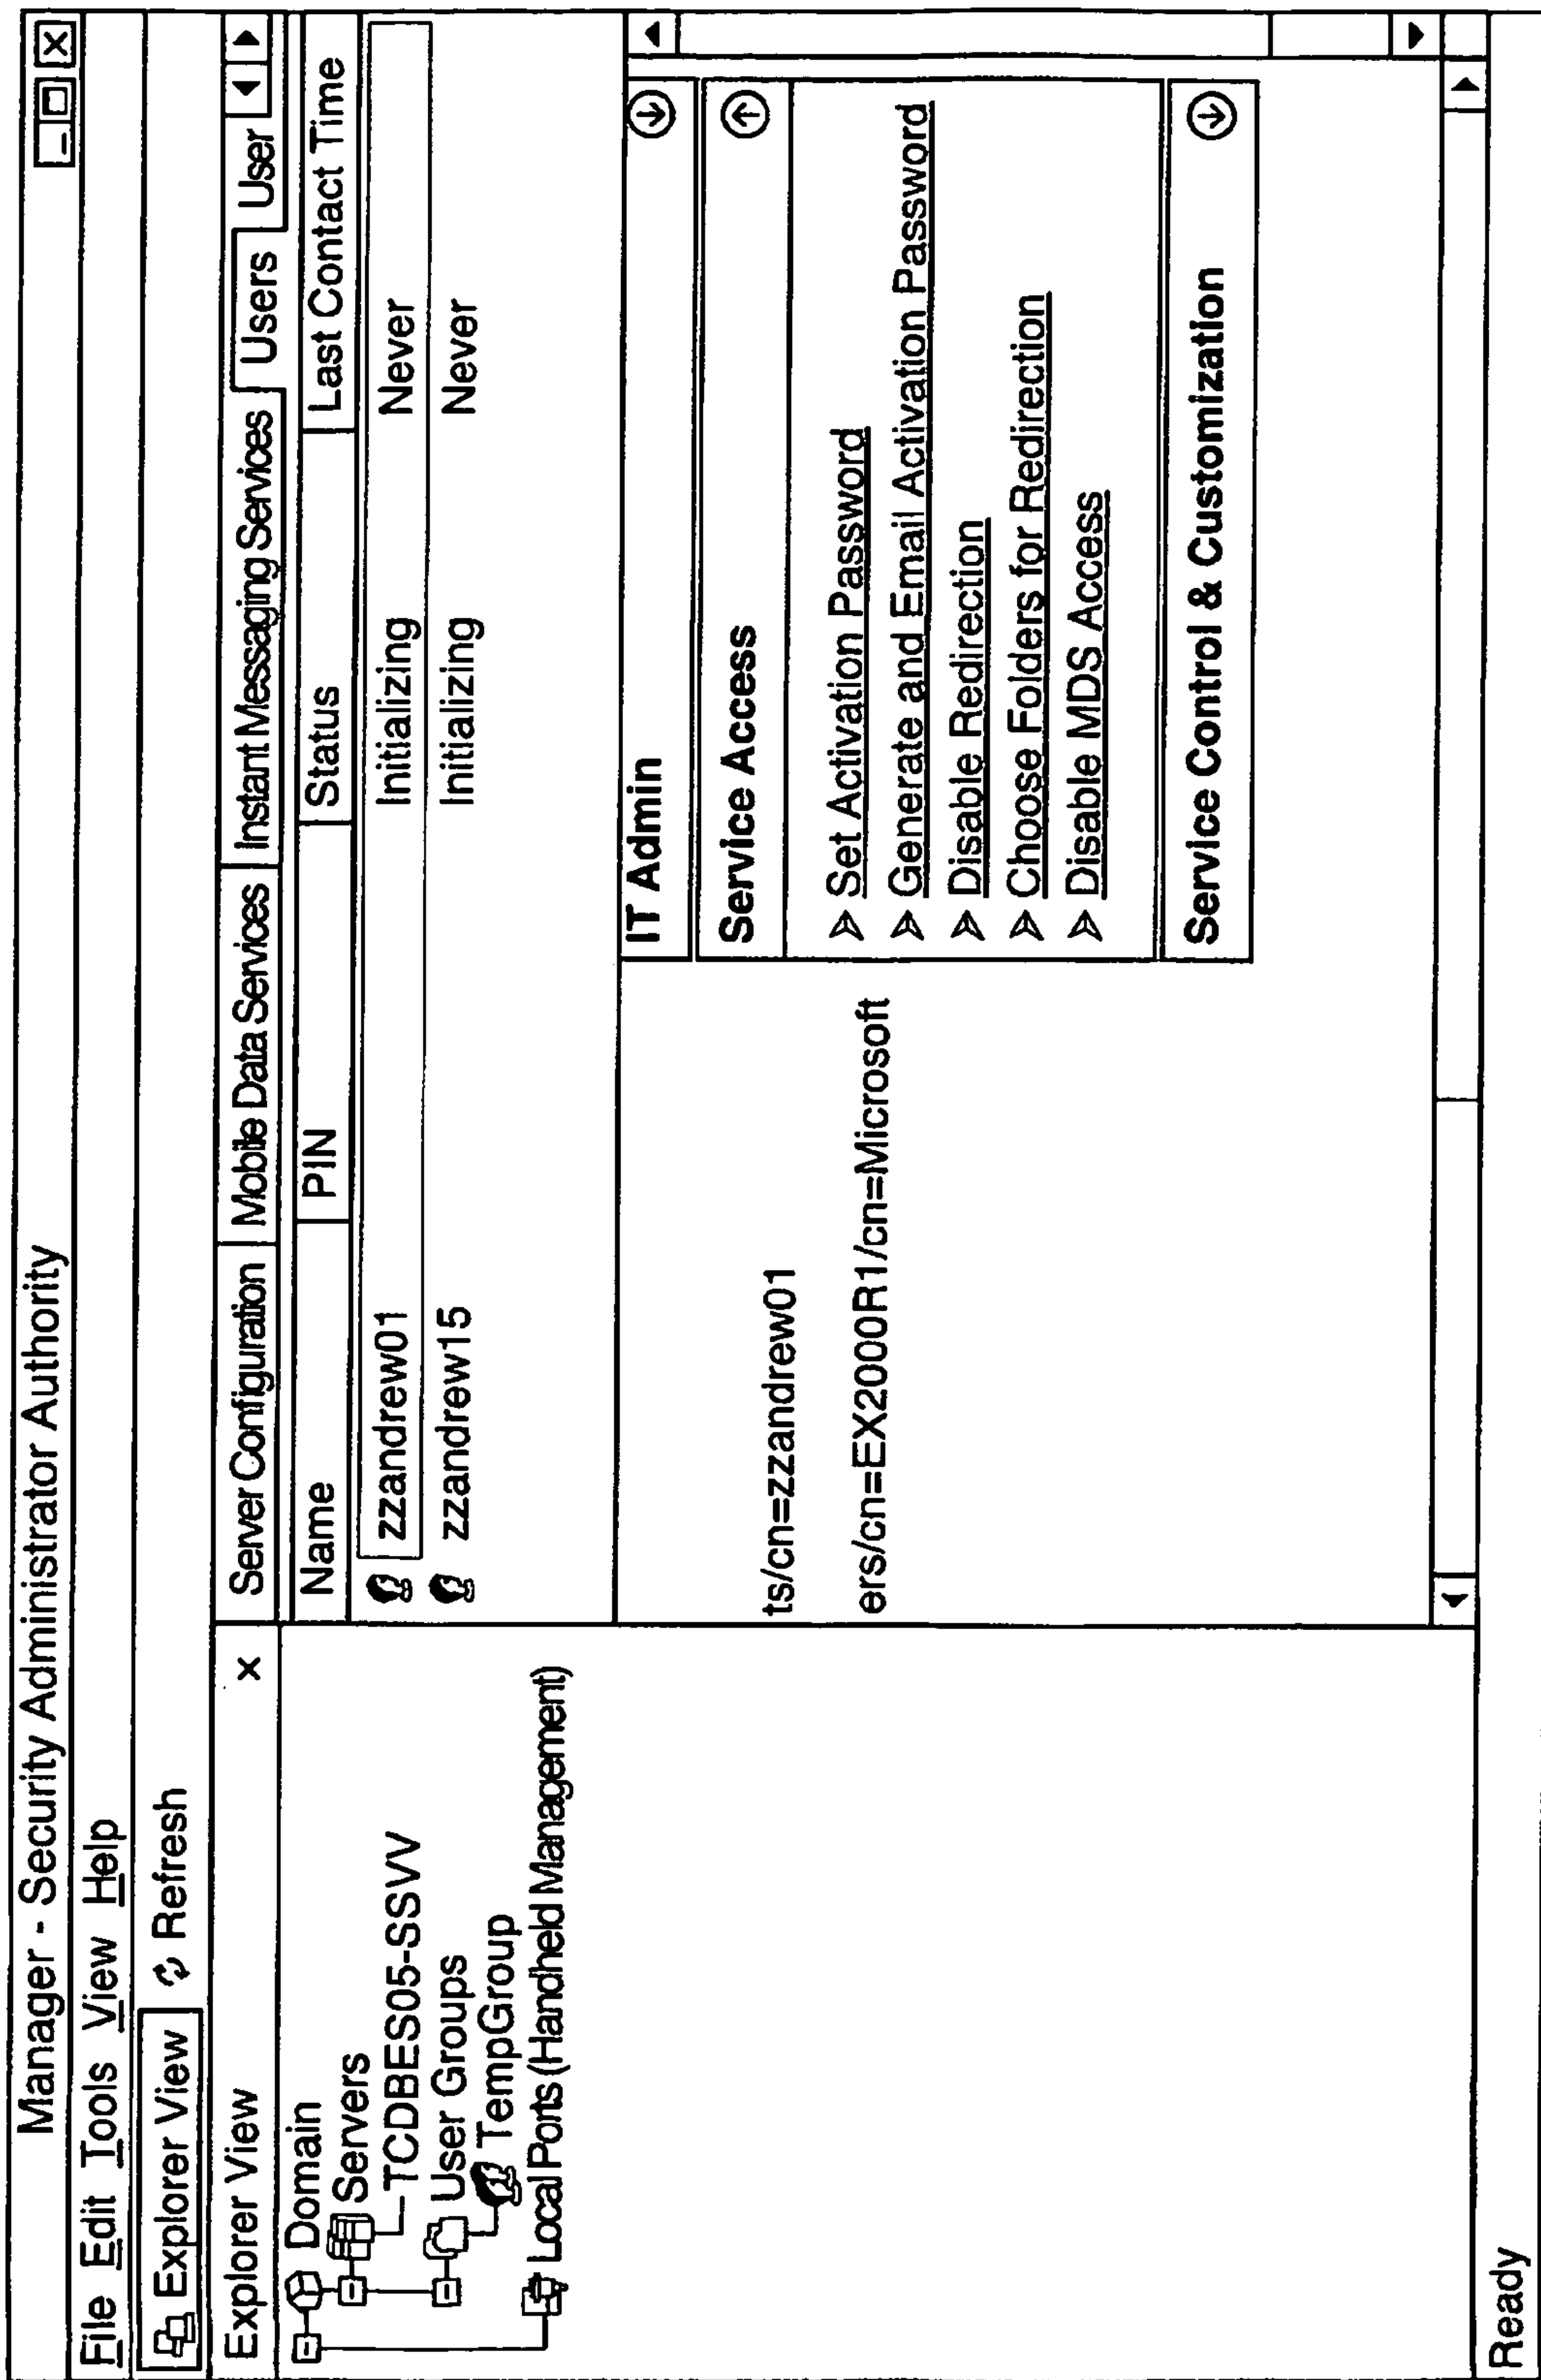 Manager - Security Administrator Authority
File Edit Tools View Help
Explorer View Refresh
Explorer View x
Domain
Servers
TCDBES05-SSVV
User Groups
TempGroup
Local Ports (Handheld Management)
Server Configuration Mobile Data Services Instant Messaging Services Users User
Name PIN Status Last Contact Time
zzandrew01 Initializing Never
zzandrew15 Initializing Never
ts/cn=zzandrew01
ers/cn=EX2000R1/cn=Microsoft
IT Admin
Service Access
Set Activation Password
Generate and Email Activation Password
Disable Redirection
Choose Folders for Redirection
Disable MDS Access
Service Control & Customization
Ready